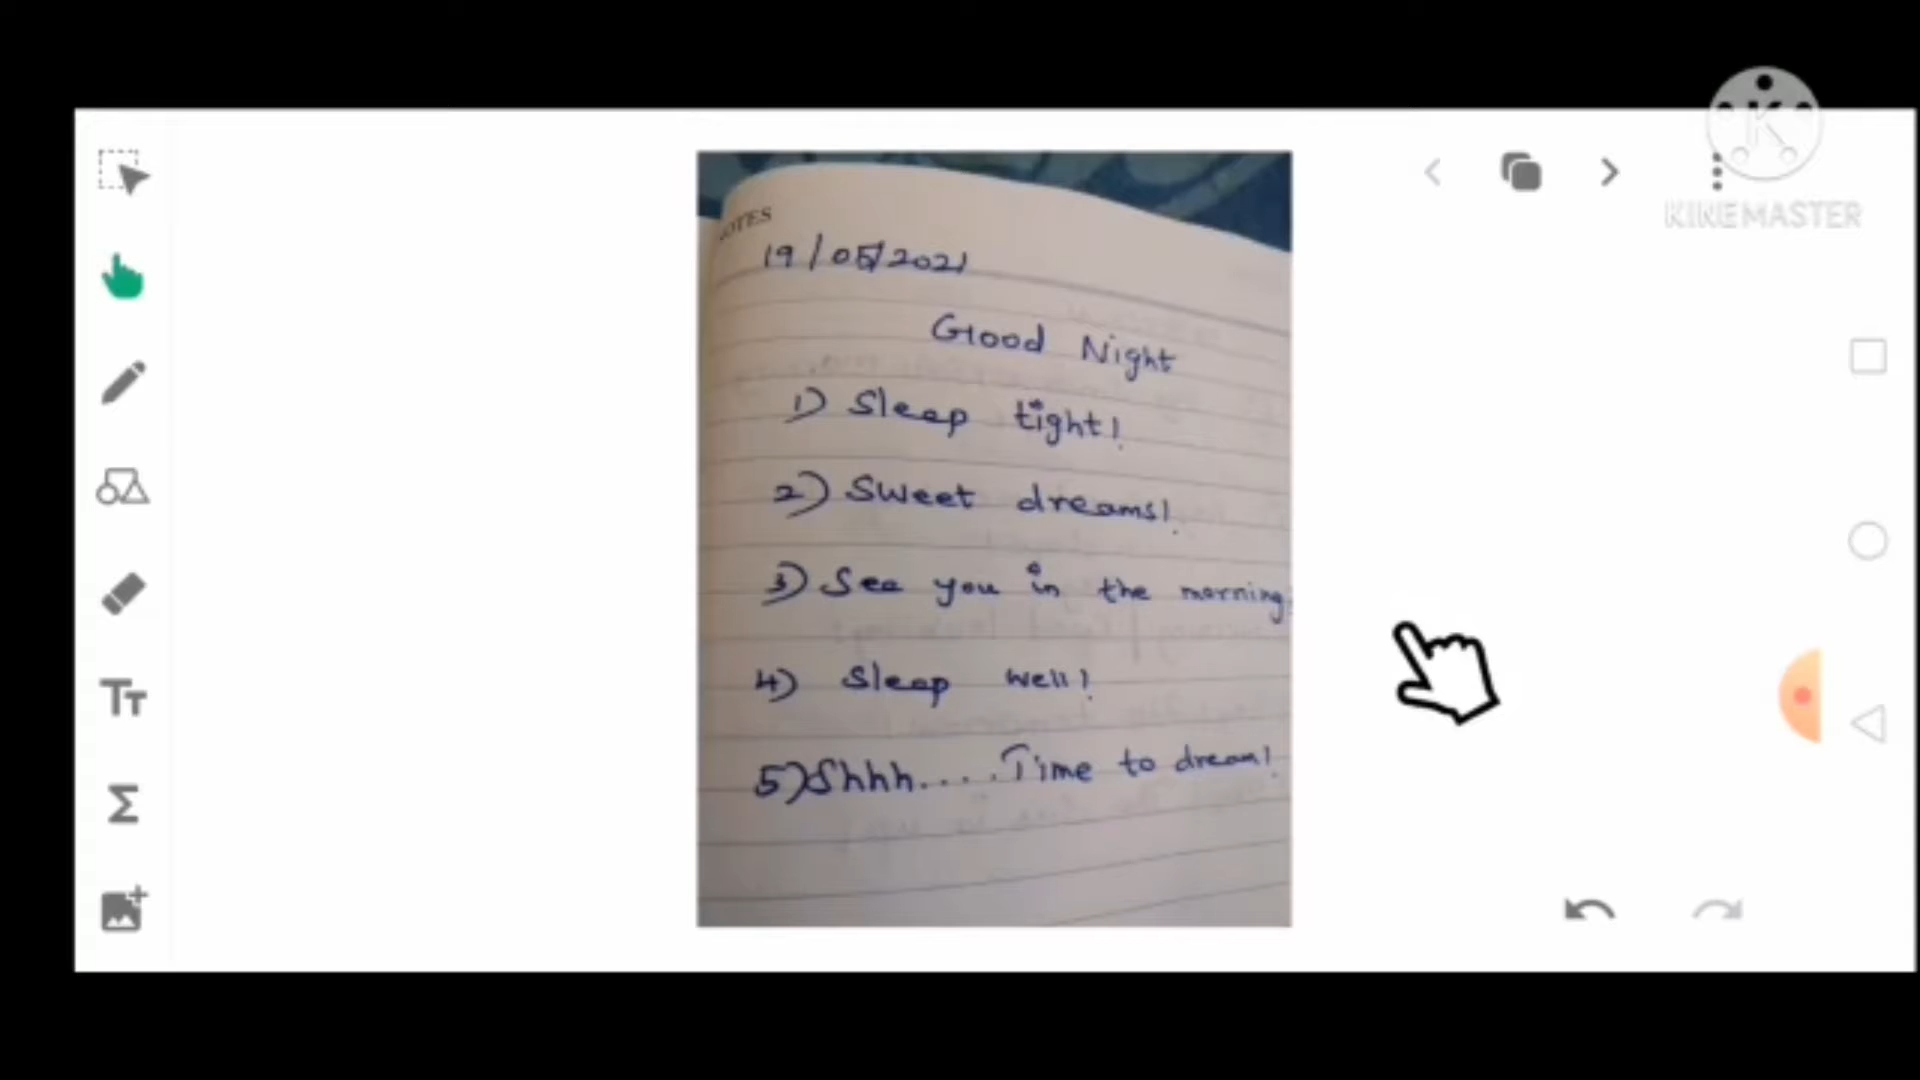 KINEMASTER
NOTES
19/05/2021
Good Night
1) Sleep tight!
2) Sweet dreams!
3) See you in the morning.
4) Sleep well!
5) Shhh.....Time to dream!
Tт
Σ